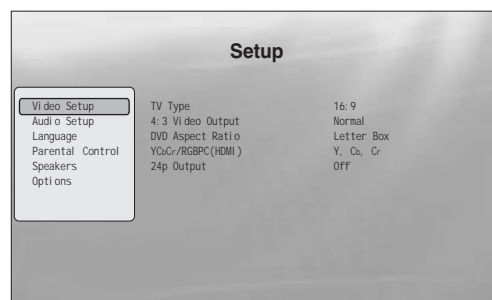 Setup
Video Setup
Audio Setup
Language
Parental Control
Speakers
Options
TV Type 16:9
4:3 Video Output Normal
DVD Aspect Ratio Letter Box
YCbCr/RGBPC(HDMI) Y, Cb, Cr
24p Output Off